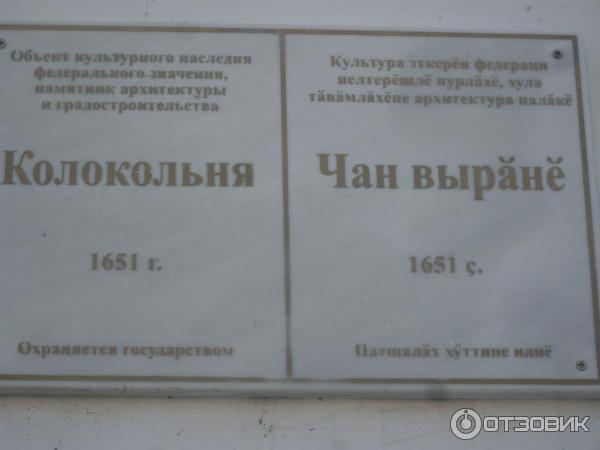 Объект культурного наследия
федерального значения,
памятник архитектуры
и градостроительства
Колокольня
1651 г.
Охраняется государством
Культура эткерӗн федераци
пелтерӗшлӗ пурлӑхӗ, хула
тӑвӑмлӑхӗпе архитектура палӑкӗ
Чан вырӑнӗ
1651 ҫ.
Патшалӑх хӳттине илнӗ
ОТЗОВИК